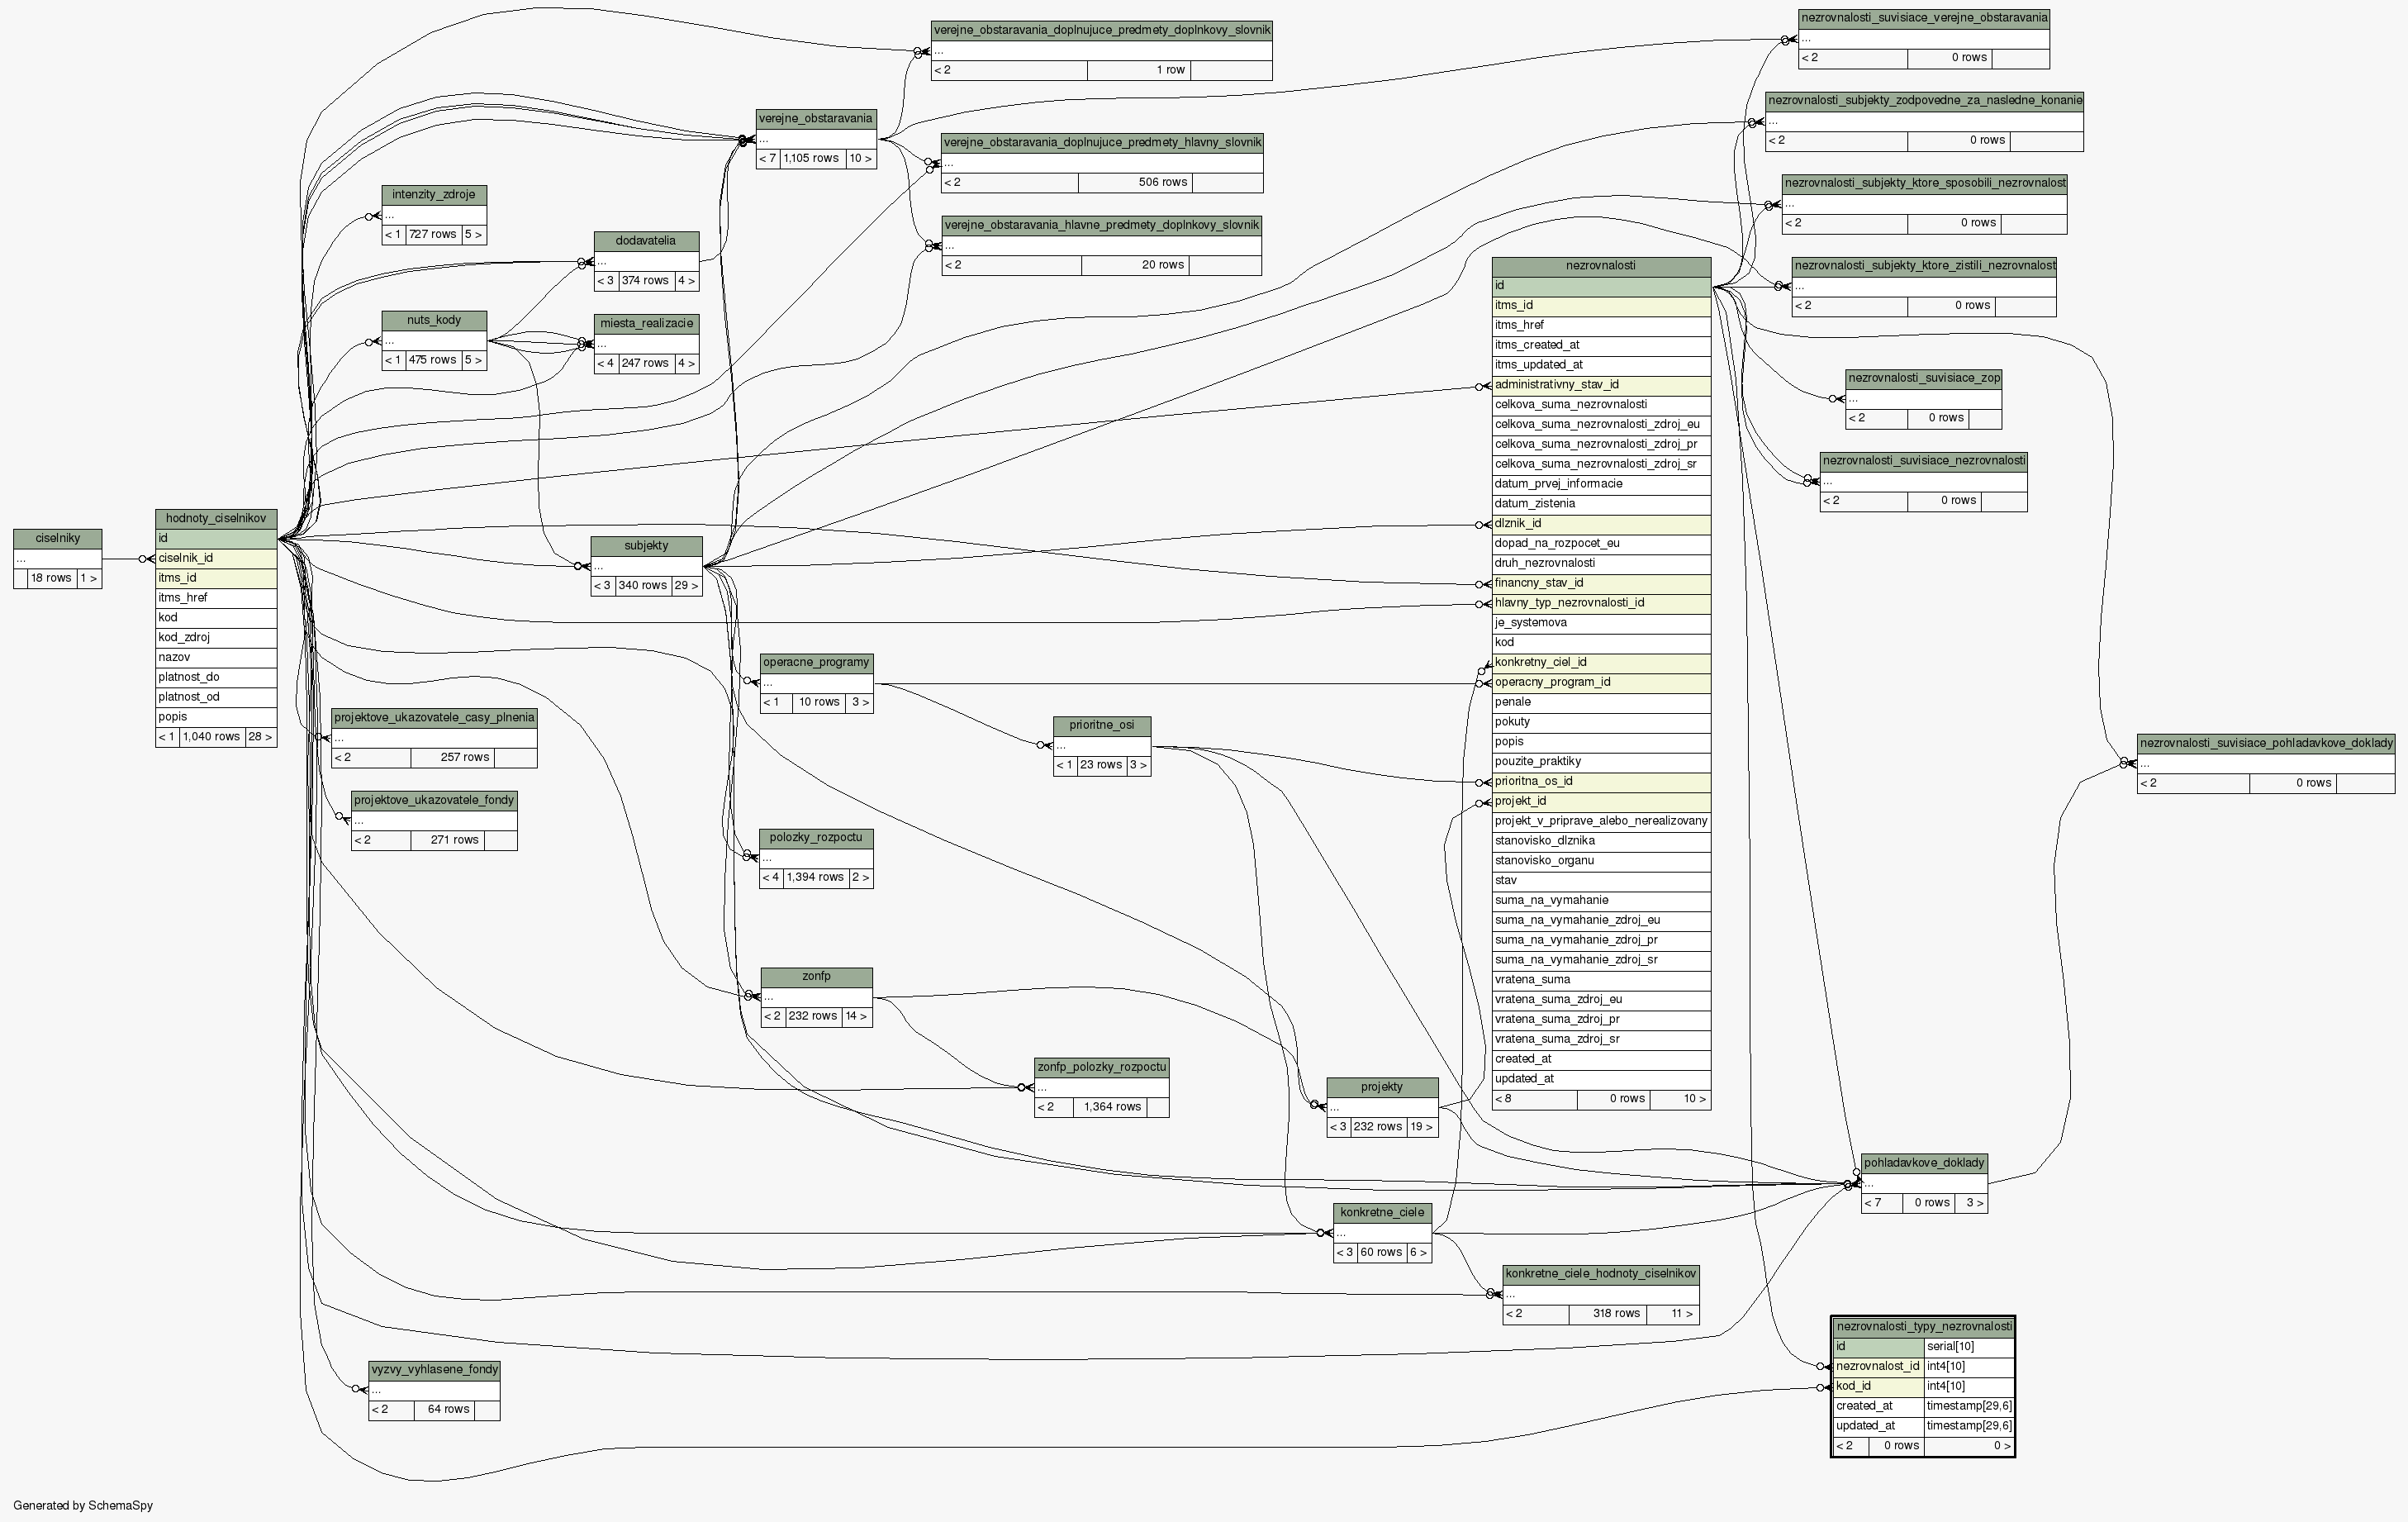 verejne_obstaravania_doplnujuce_predmety_doplnkovy_slovnik
...
< 2 1 row
nezrovnalosti_suvisiace_verejne_obstaravania
...
< 2 0 rows
nezrovnalosti_subjekty_zodpovedne_za_nasledne_konanie
...
< 2 0 rows
verejne_obstaravania
...
< 7 1,105 rows 10 >
verejne_obstaravania_doplnujuce_predmety_hlavny_slovnik
...
< 2 506 rows
nezrovnalosti_subjekty_ktore_sposobili_nezrovnalost
...
< 2 0 rows
intenzity_zdroje
...
< 1 727 rows 5 >
verejne_obstaravania_hlavne_predmety_doplnkovy_slovnik
...
< 2 20 rows
dodavatelia
...
< 3 374 rows 4 >
nezrovnalosti_subjekty_ktore_zistili_nezrovnalost
...
< 2 0 rows
nuts_kody
...
< 1 475 rows 5 >
miesta_realizacie
...
< 4 247 rows 4 >
nezrovnalosti_suvisiace_zop
...
< 2 0 rows
nezrovnalosti_suvisiace_nezrovnalosti
...
< 2 0 rows
nezrovnalosti
id
itms_id
itms_href
itms_created_at
itms_updated_at
administrativny_stav_id
celkova_suma_nezrovnalosti
celkova_suma_nezrovnalosti_zdroj_eu
celkova_suma_nezrovnalosti_zdroj_pr
celkova_suma_nezrovnalosti_zdroj_sr
datum_prvej_informacie
datum_zistenia
dlznik_id
dopad_na_rozpocet_eu
druh_nezrovnalosti
financny_stav_id
hlavny_typ_nezrovnalosti_id
je_systemova
kod
konkretny_ciel_id
operacny_program_id
penale
pokuty
popis
pouzite_praktiky
prioritna_os_id
projekt_id
projekt_v_priprave_alebo_nerealizovany
stanovisko_dlznika
stanovisko_organu
stav
suma_na_vymahanie
suma_na_vymahanie_zdroj_eu
suma_na_vymahanie_zdroj_pr
suma_na_vymahanie_zdroj_sr
vratena_suma
vratena_suma_zdroj_eu
vratena_suma_zdroj_pr
vratena_suma_zdroj_sr
created_at
updated_at
< 8 0 rows 10 >
ciselniky
...
18 rows 1 >
hodnoty_ciselnikov
id
ciselnik_id
itms_id
itms_href
kod
kod_zdroj
nazov
platnost_do
platnost_od
popis
< 1 1,040 rows 28 >
subjekty
...
< 3 340 rows 29 >
operacne_programy
...
< 1 10 rows 3 >
projektove_ukazovatele_casy_plnenia
...
< 2 257 rows
prioritne_osi
...
< 1 23 rows 3 >
nezrovnalosti_suvisiace_pohladavkove_doklady
...
< 2 0 rows
projektove_ukazovatele_fondy
...
< 2 271 rows
polozky_rozpoctu
...
< 4 1,394 rows 2 >
zonfp
...
< 2 232 rows 14 >
zonfp_polozky_rozpoctu
...
< 2 1,364 rows
projekty
...
< 3 232 rows 19 >
pohladavkove_doklady
...
< 7 0 rows 3 >
konkretne_ciele
...
< 3 60 rows 6 >
konkretne_ciele_hodnoty_ciselnikov
...
< 2 318 rows 11 >
nezrovnalosti_typy_nezrovnalosti
id serial[10]
nezrovnalost_id int4[10]
kod_id int4[10]
created_at timestamp[29,6]
updated_at timestamp[29,6]
< 2 0 rows 0 >
vyzvy_vyhlasene_fondy
...
< 2 64 rows
Generated by SchemaSpy